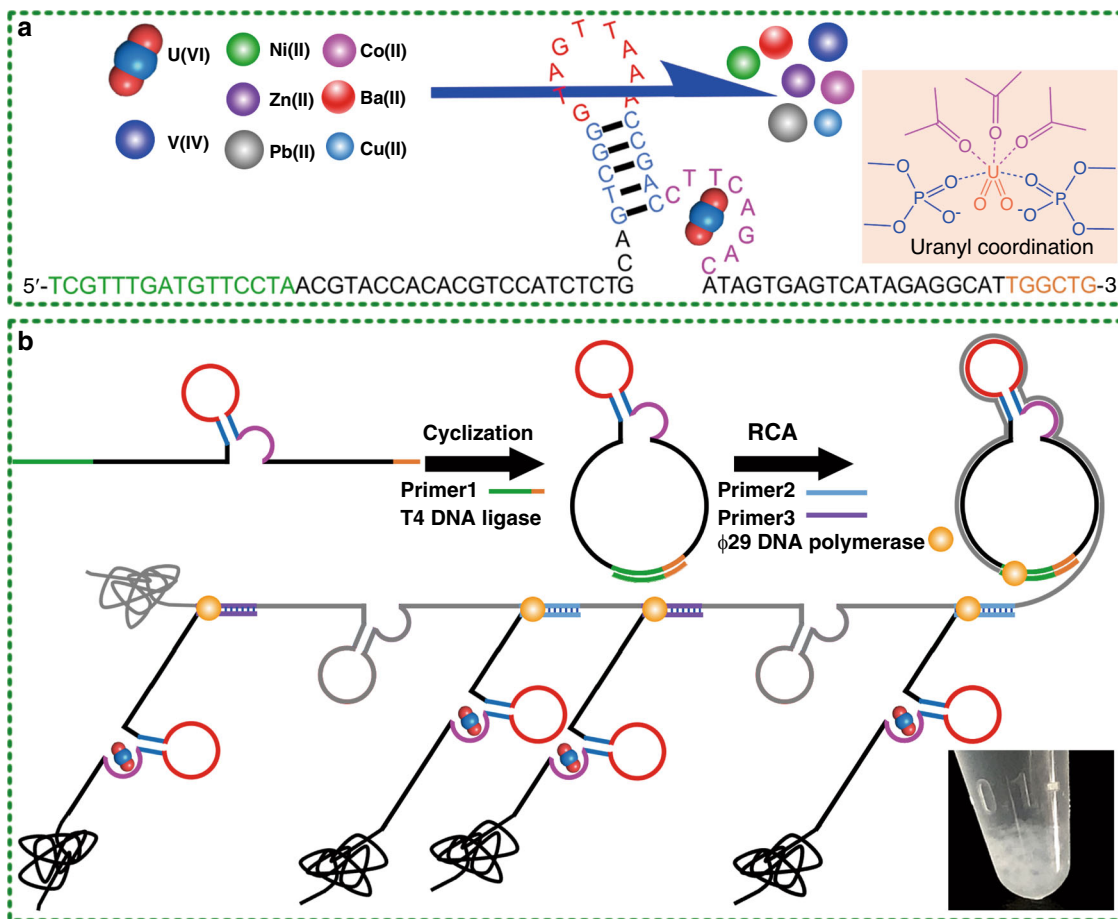 a
U(VI)
Ni(II)
Co(II)
Zn(II)
Ba(II)
V(IV)
Pb(II)
Cu(II)
5′-TCGTTTGATGTTCCTAACGTACCACACGTCCATCTCTG
C
A
G
T
C
G
G
G
T
A
G
T
T
A
A
A
C
C
G
A
C
C
T
T
C
A
G
A
C
ATAGTGAGTCATAGAGGCATTGGCTG-3
O
O
O
U
O
O
O
O
P
O
O
O-
O
O
P
O
-O
Uranyl coordination
b
Cyclization
Primer1
T4 DNA ligase
RCA
Primer2
Primer3
ϕ29 DNA polymerase
01